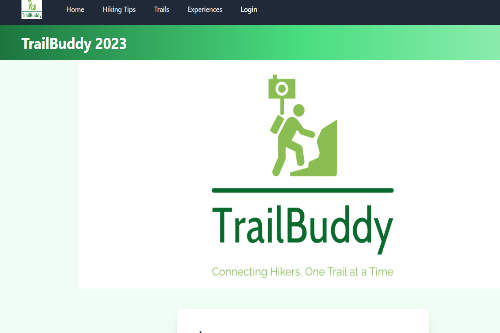 TrailBuddy
Home Hiking Tips Trails Experiences Login
TrailBuddy 2023
TrailBuddy
Connecting Hikers, One Trail at a Time